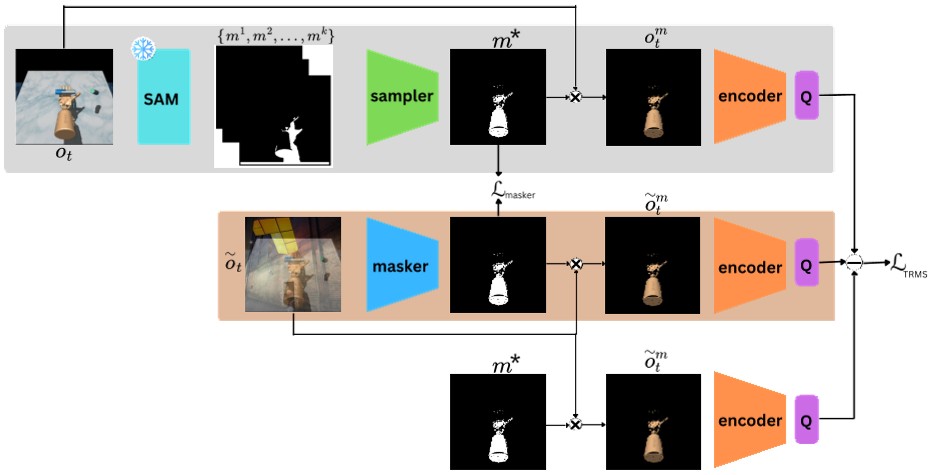 {m¹, m², . . . , mᵏ}
m*
oₜᵐ
SAM
sampler
encoder
Q
oₜ
ℒmasker
õₜᵐ
õₜ
masker
encoder
Q
ℒTRMS
m*
õₜᵐ
encoder
Q